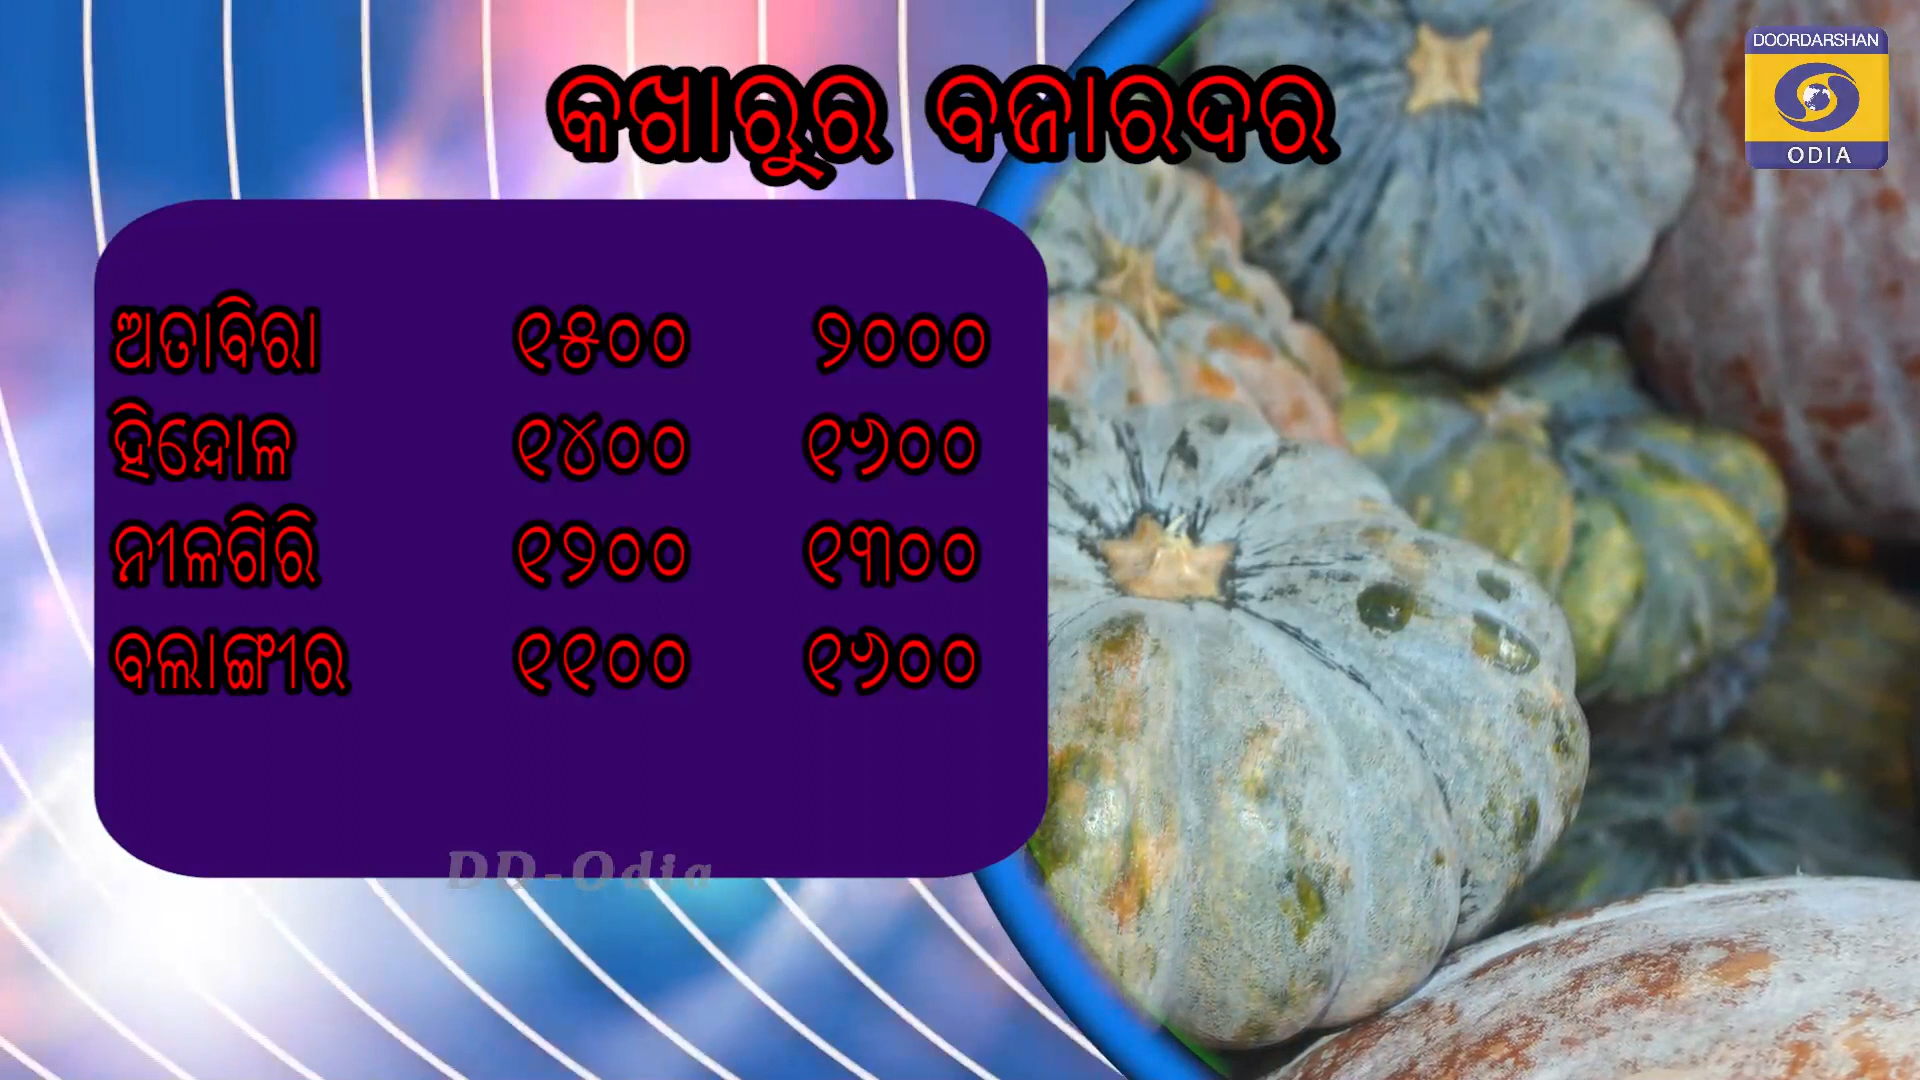 DOORDARSHAN
ODIA
କଖାରୁର ବଜାରଦର
ଅତାବିରା ୧୫୦୦ ୨୦୦୦
ହିନ୍ଦୋଳ ୧୪୦୦ ୧୬୦୦
ନୀଳଗିରି ୧୨୦୦ ୧୩୦୦
ବଲାଙ୍ଗୀର ୧୧୦୦ ୧୬୦୦
DD-Odia